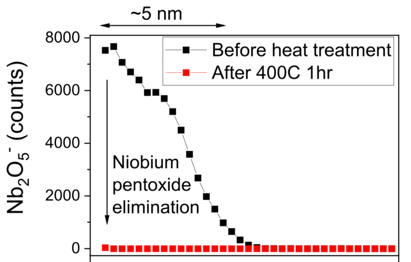 ~5 nm
8000
6000
4000
2000
0
Nb₂O₅⁻ (counts)
Before heat treatment
After 400C 1hr
Niobium
pentoxide
elimination